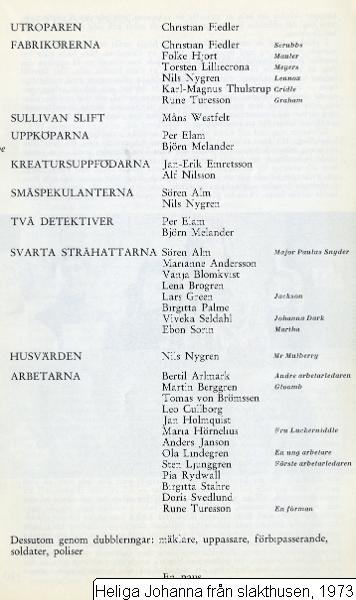 UTROPAREN Christian Fiedler
FABRIKÖRERNA Christian Fiedler Scrubbs
Folke Hjort Mauler
Torsten Lilliecrona Meyers
Nils Nygren Lennox
Karl-Magnus Thulstrup Cridle
Rune Turesson Graham
SULLIVAN SLIFT Måns Westfelt
UPPKÖPARNA Per Elam
Björn Melander
KREATURSUPPFÖDARNA Jan-Erik Emretsson
Alf Nilsson
SMÅSPEKULANTERNA Sören Alm
Nils Nygren
TVÅ DETEKTIVER Per Elam
Björn Melander
SVARTA STRÅHATTARNA Sören Alm Major Paulus Snyder
Marianne Andersson
Vanja Blomkvist
Lena Brogren
Lars Green Jackson
Birgitta Palme
Viveka Seldahl Johanna Dark
Ebon Sorin Martha
HUSVÄRDEN Nils Nygren Mr Mulberry
ARBETARNA Bertil Arlmark Andre arbetarledaren
Martin Berggren Gloomb
Tomas von Brömssen
Leo Cullborg
Jan Holmquist
Maria Hörnelius Fru Luckerniddle
Anders Janson
Ola Lindegren En ung arbetare
Sten Ljunggren Förste arbetarledaren
Pia Rydwall
Birgitta Stahre
Doris Svedlund
Rune Turesson En förman
Dessutom genom dubbleringar: mäklare, uppassare, förbipasserande,
soldater, poliser
En paus
Heliga Johanna från slakthusen, 1973